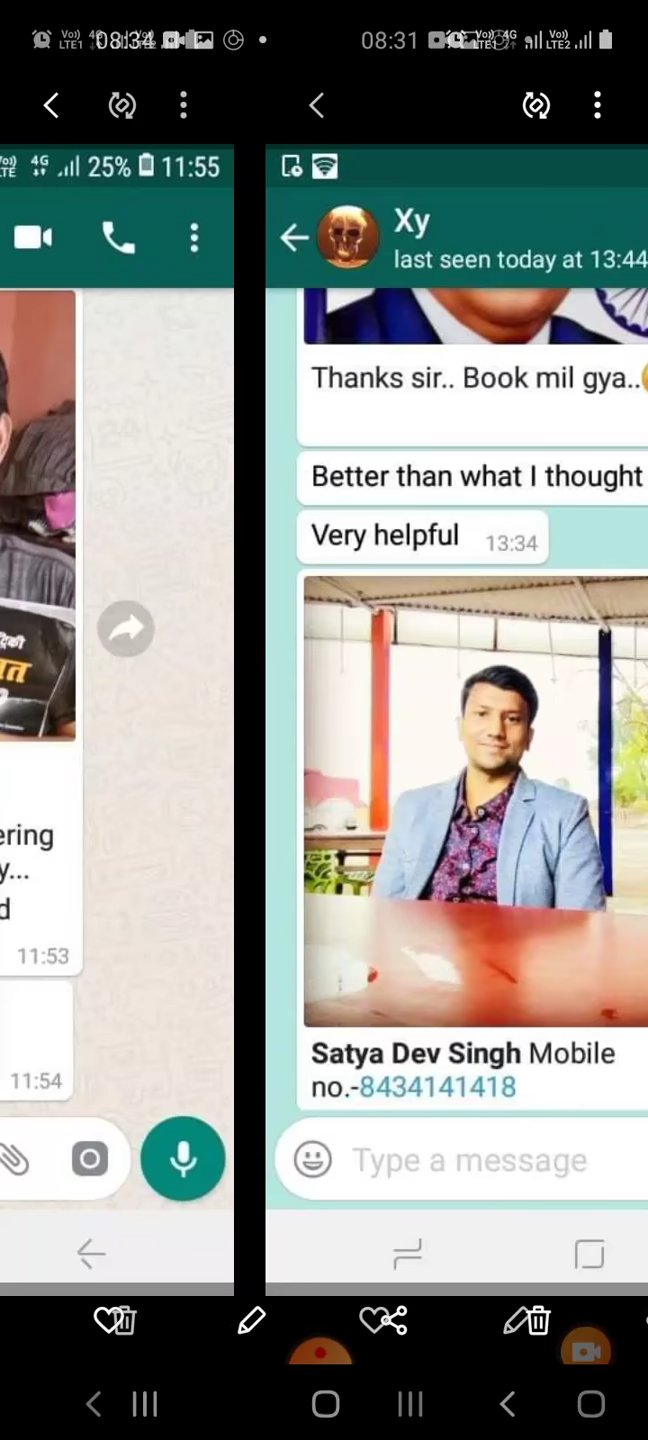 08:34
08:31
25% 11:55
Xy
last seen today at 13:44
Thanks sir.. Book mil gya..
Better than what I thought
Very helpful 13:34
ering
y...
d
11:53
11:54
Satya Dev Singh Mobile
no.-8434141418
Type a message